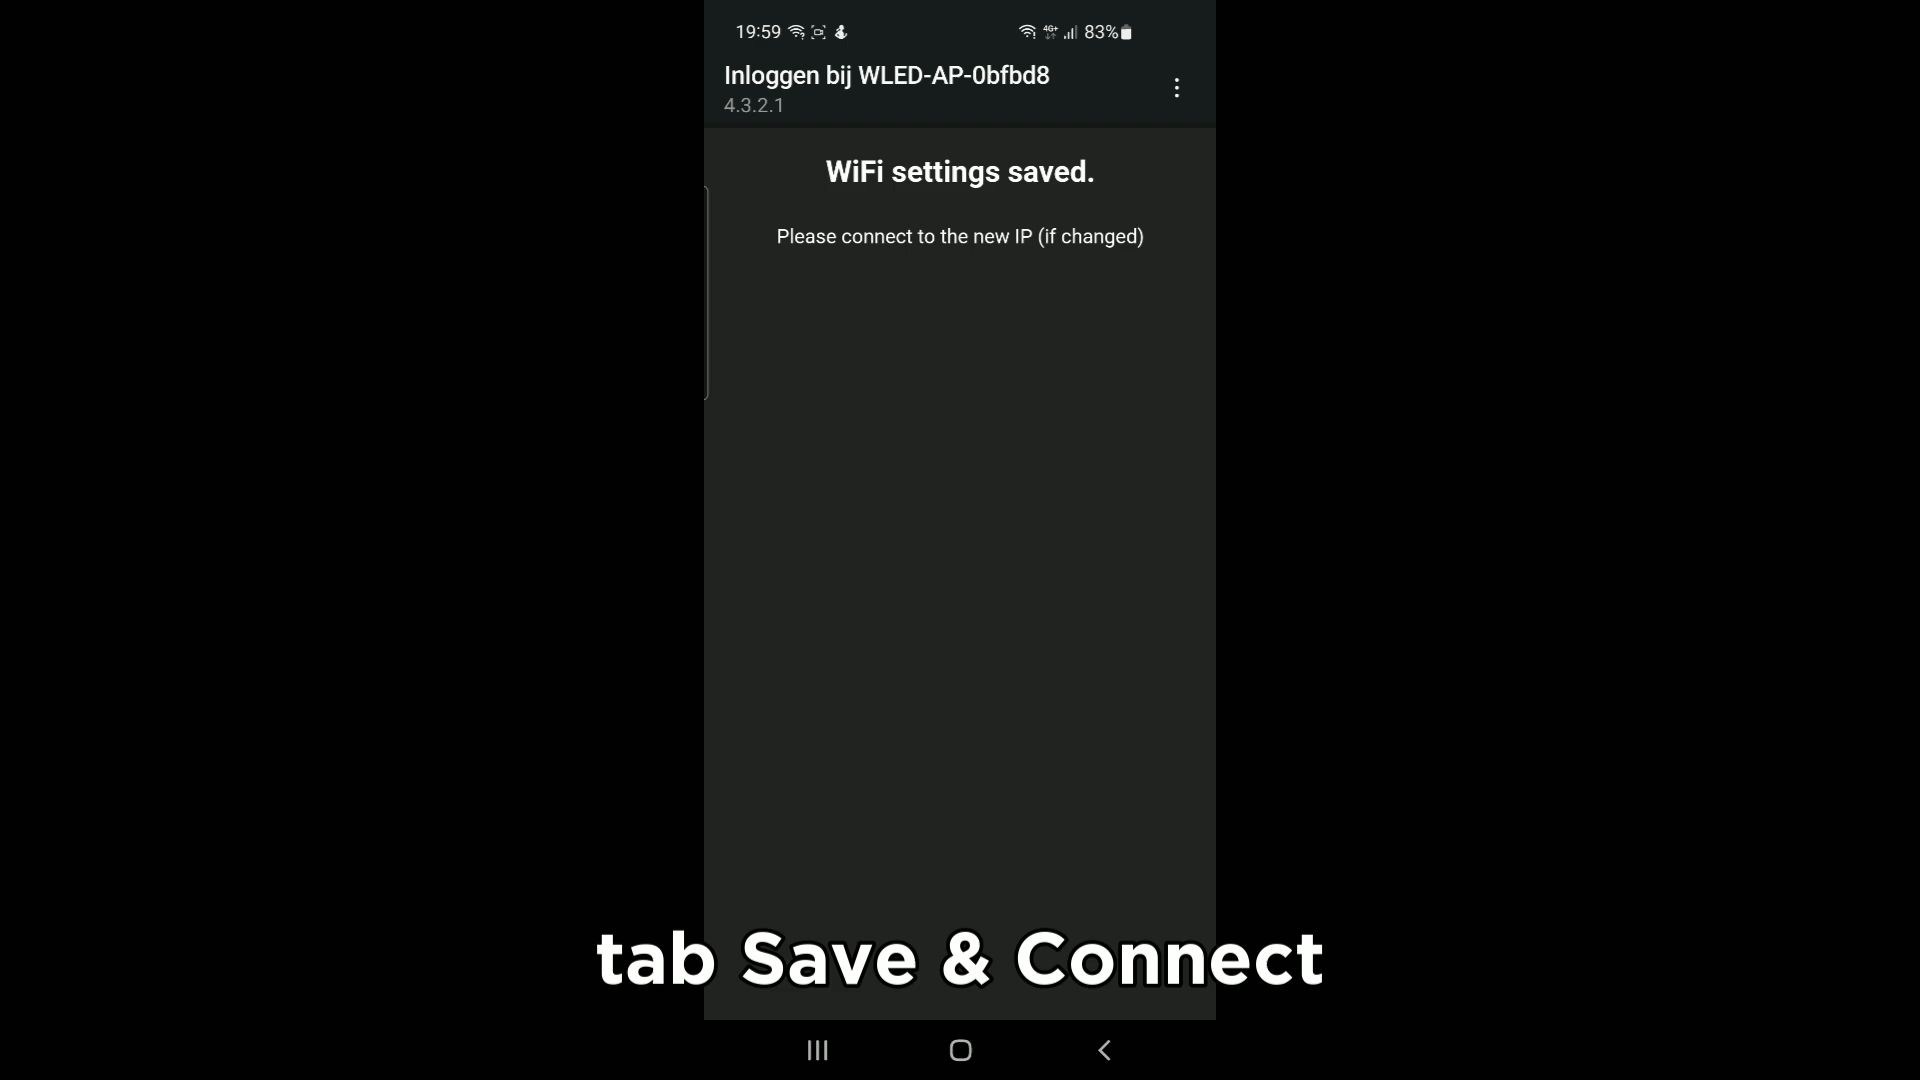 19:59 4G+ 83%
Inloggen bij WLED-AP-0bfbd8
4.3.2.1
WiFi settings saved.
Please connect to the new IP (if changed)
tab Save & Connect